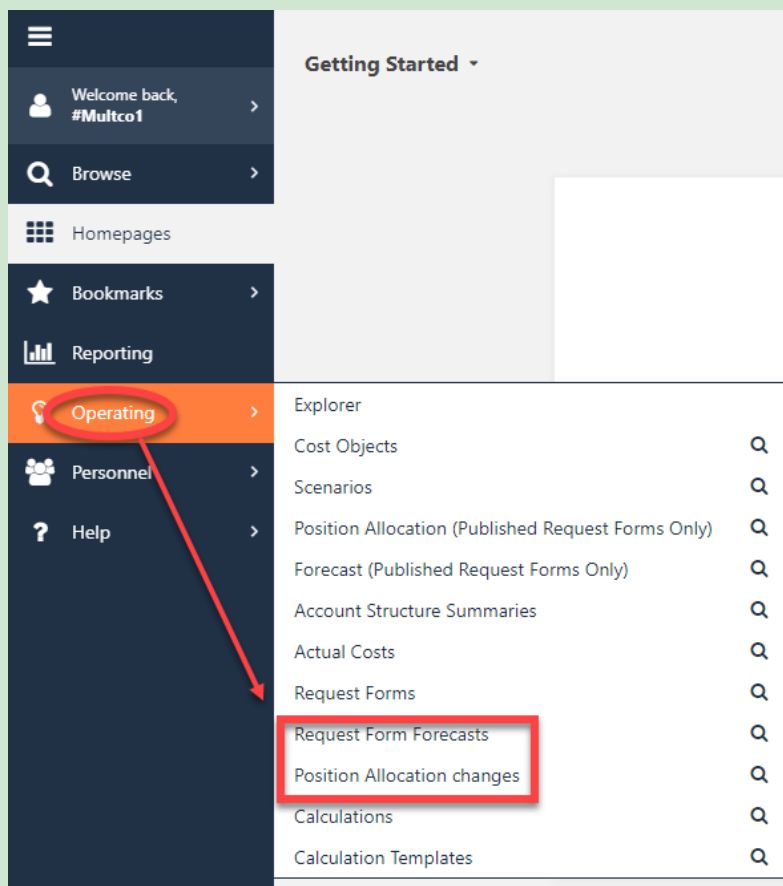 Getting Started
Welcome back,
#Multco1
Browse
Homepages
Bookmarks
Reporting
Operating
Personnel
Help
Explorer
Cost Objects
Scenarios
Position Allocation (Published Request Forms Only)
Forecast (Published Request Forms Only)
Account Structure Summaries
Actual Costs
Request Forms
Request Form Forecasts
Position Allocation changes
Calculations
Calculation Templates